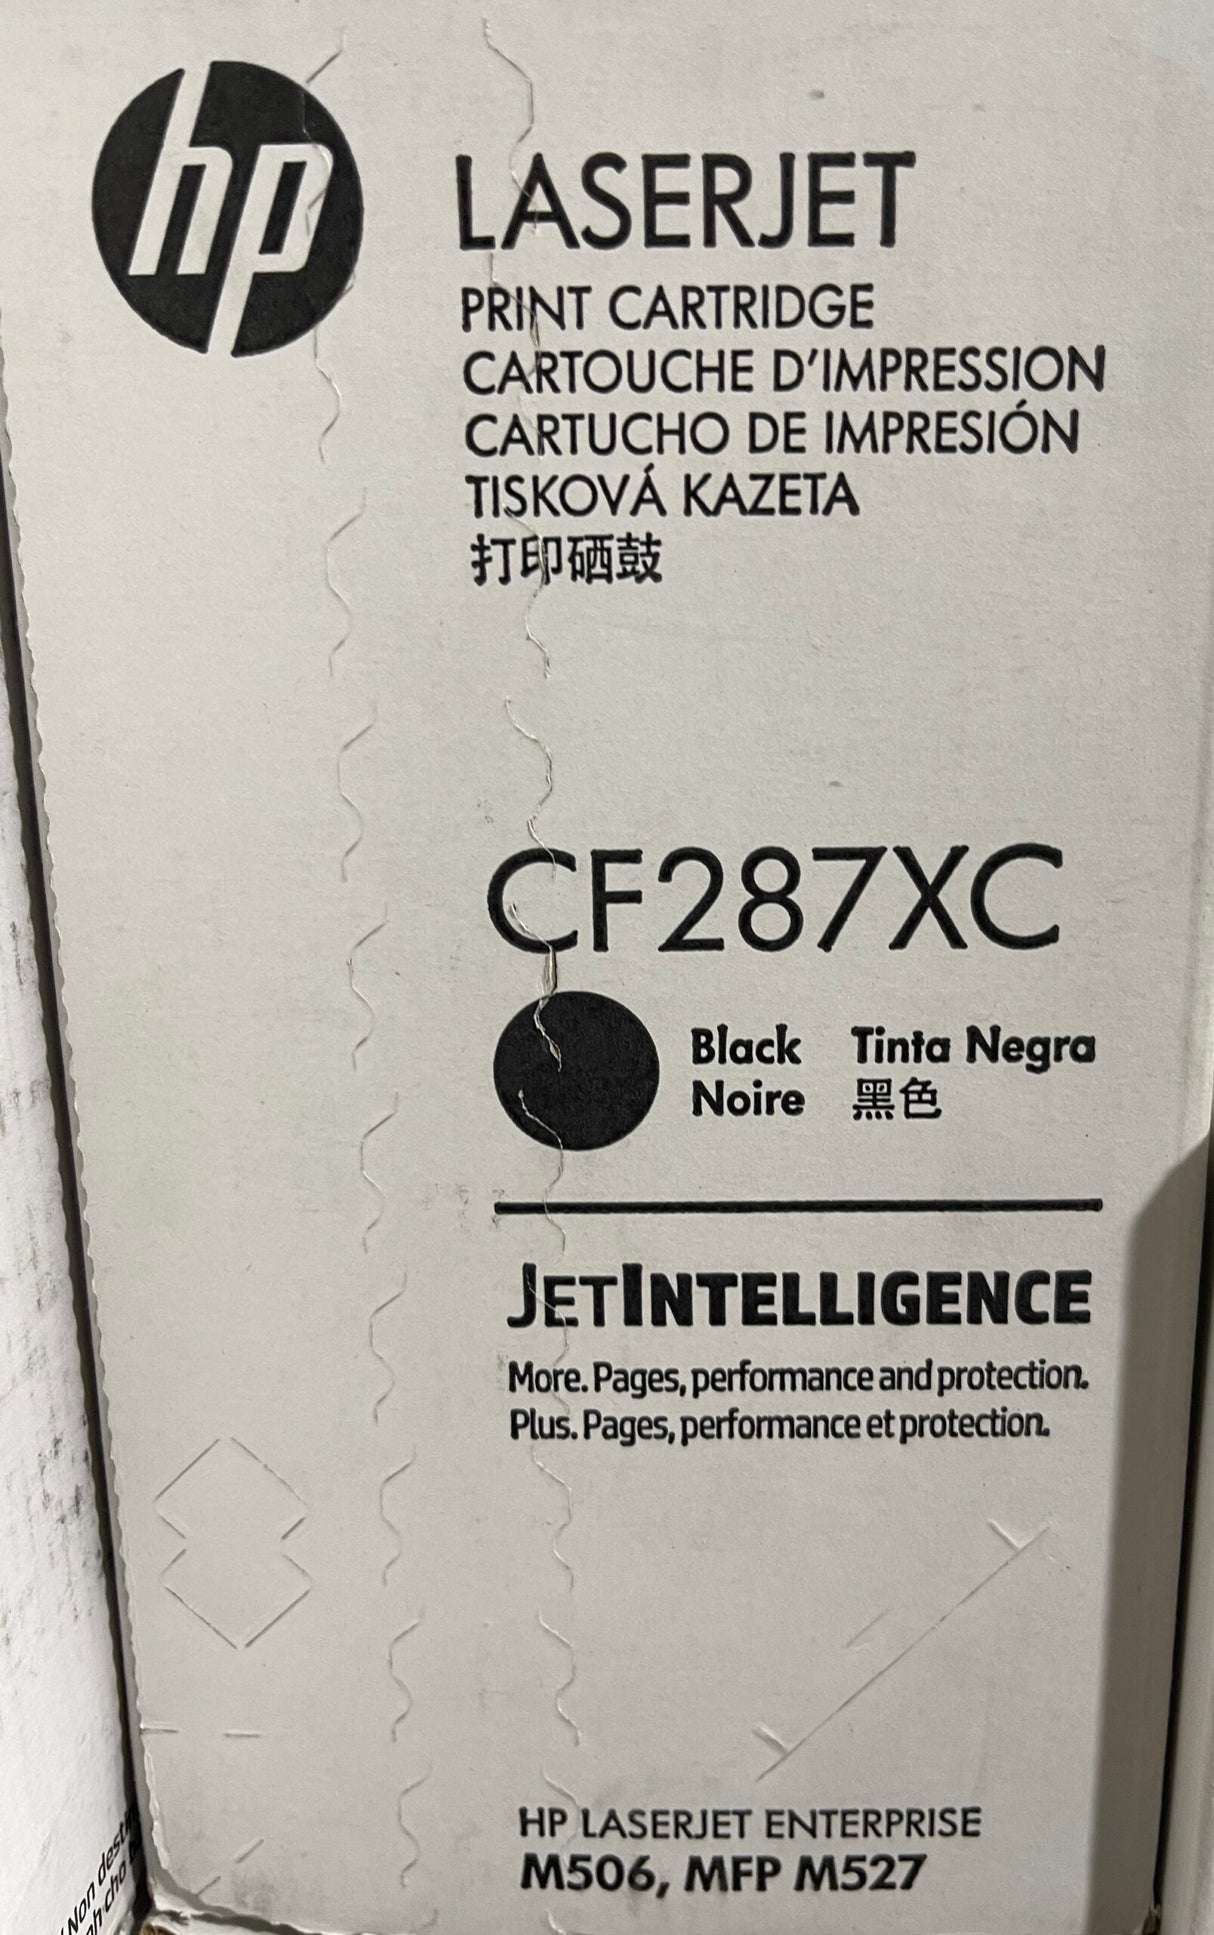 hp
LASERJET
PRINT CARTRIDGE
CARTOUCHE D'IMPRESSION
CARTUCHO DE IMPRESIÓN
TISKOVÁ KAZETA
打印硒鼓
CF287XC
Black Tinta Negra
Noire 黑色
JETINTELLIGENCE
More. Pages, performance and protection.
Plus. Pages, performance et protection.
HP LASERJET ENTERPRISE
M506, MFP M527
Non
cho